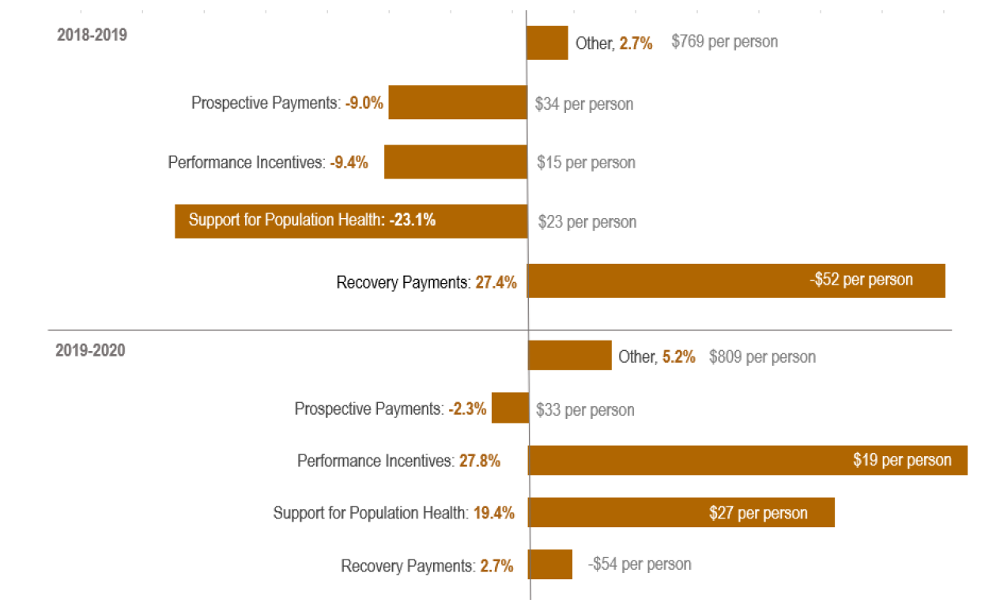 2018-2019
Other, 2.7% $769 per person
Prospective Payments: -9.0% $34 per person
Performance Incentives: -9.4% $15 per person
Support for Population Health: -23.1% $23 per person
Recovery Payments: 27.4% -$52 per person
2019-2020
Other, 5.2% $809 per person
Prospective Payments: -2.3% $33 per person
Performance Incentives: 27.8% $19 per person
Support for Population Health: 19.4% $27 per person
Recovery Payments: 2.7% -$54 per person